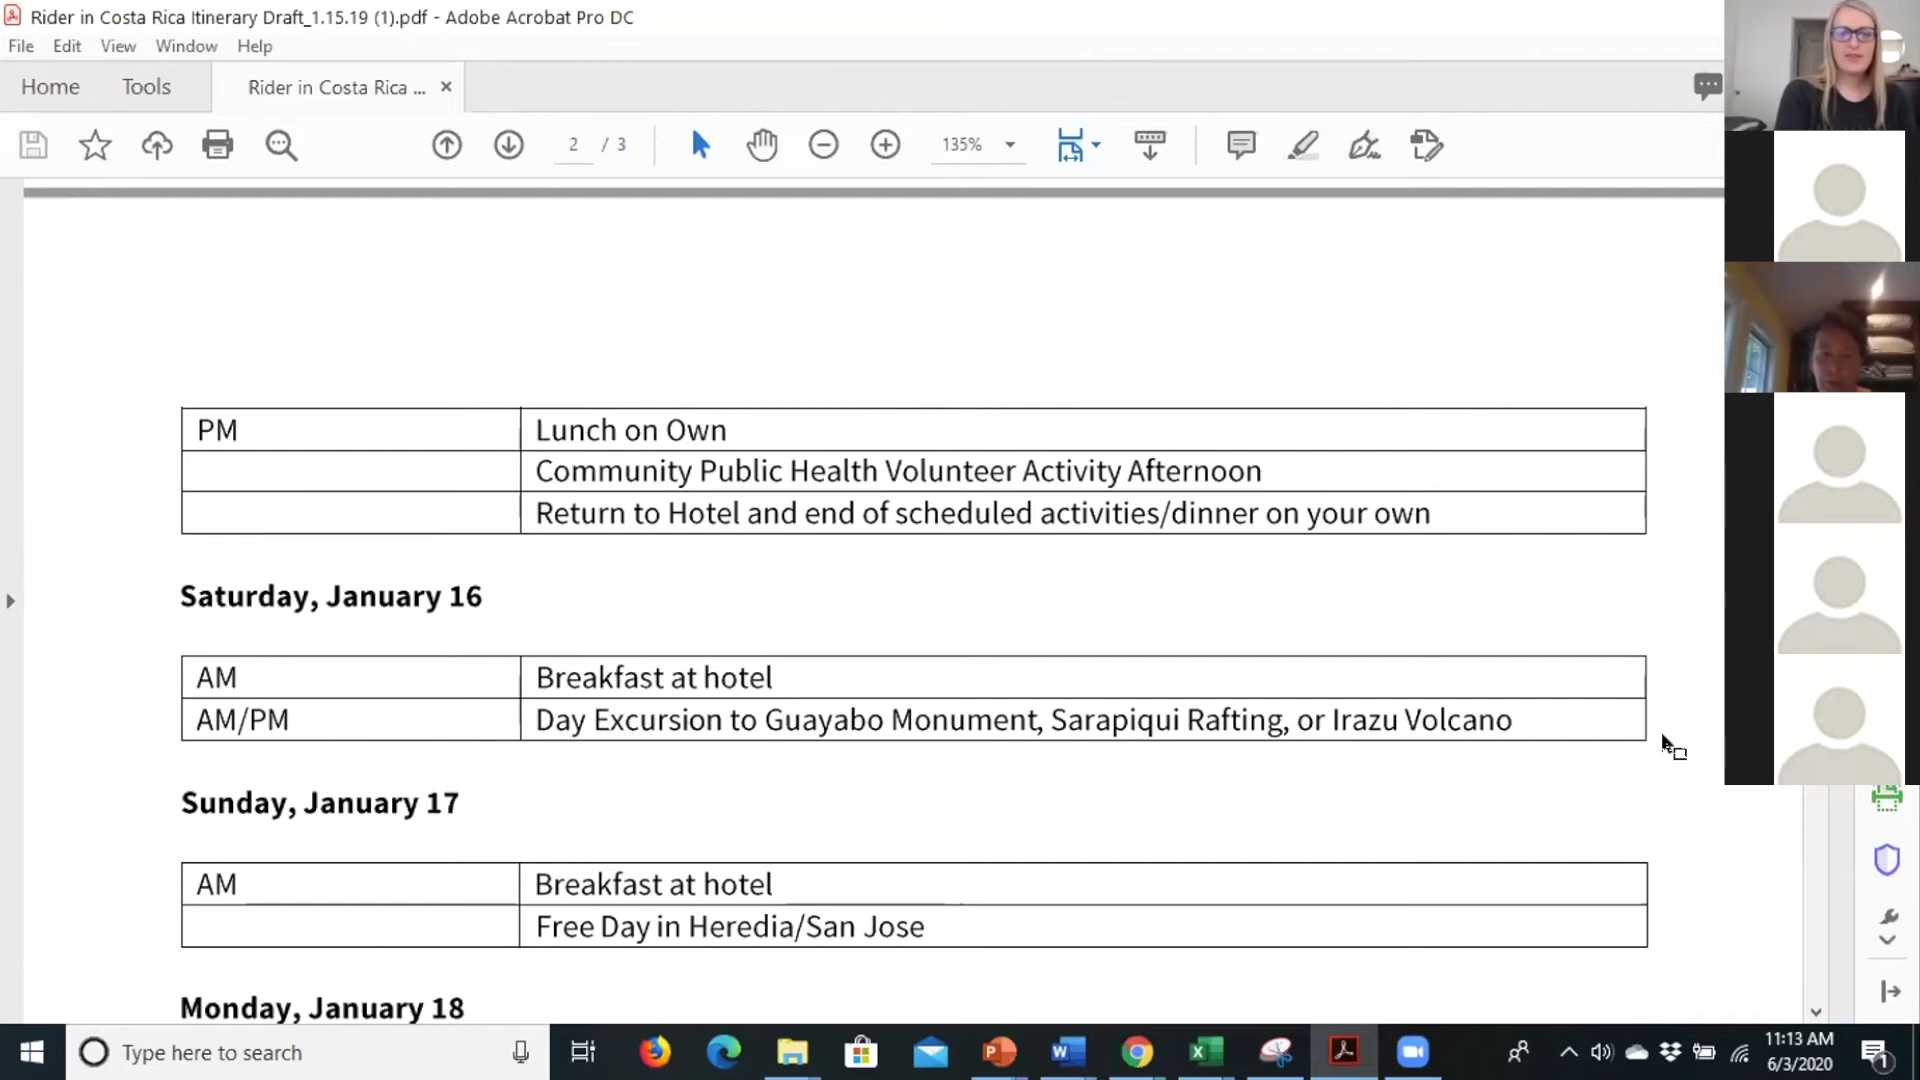 Rider in Costa Rica Itinerary Draft_1.15.19 (1).pdf - Adobe Acrobat Pro DC
File Edit View Window Help
Home Tools Rider in Costa Rica ... ×
2 / 3 135%
PM Lunch on Own
Community Public Health Volunteer Activity Afternoon
Return to Hotel and end of scheduled activities/dinner on your own
Saturday, January 16
AM Breakfast at hotel
AM/PM Day Excursion to Guayabo Monument, Sarapiqui Rafting, or Irazu Volcano
Sunday, January 17
AM Breakfast at hotel
Free Day in Heredia/San Jose
Monday, January 18
Type here to search
11:13 AM
6/3/2020
1